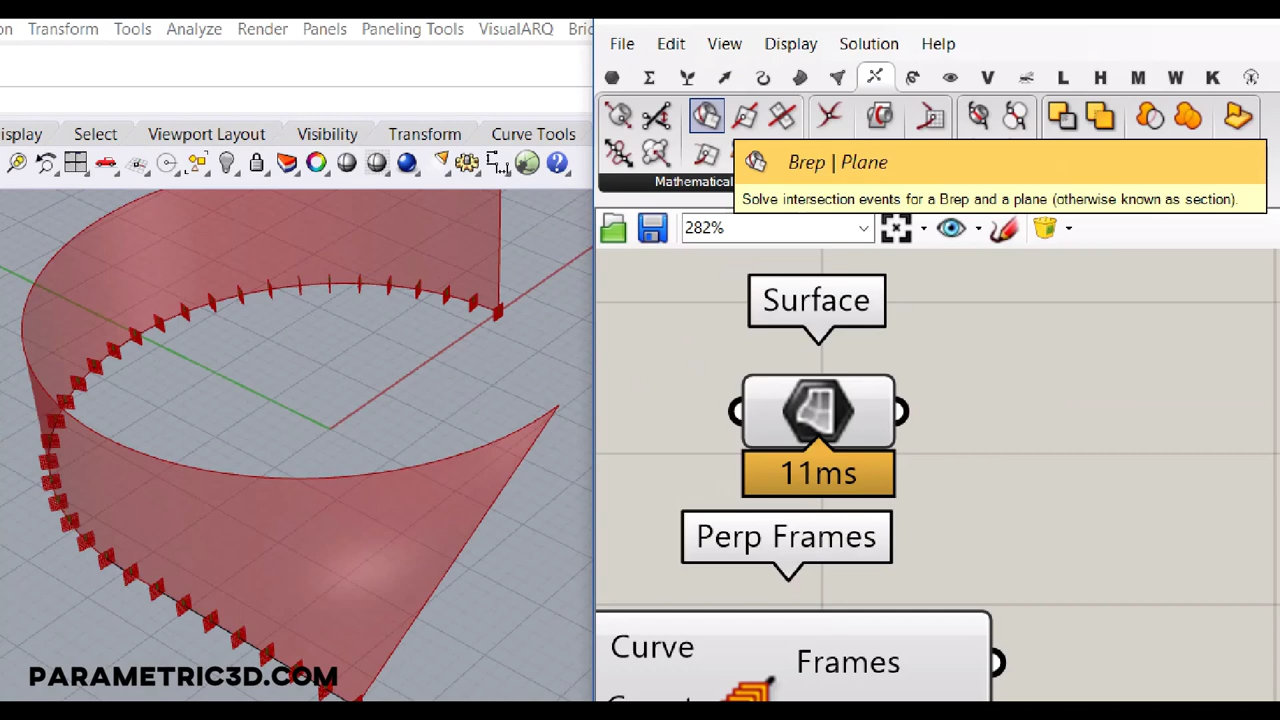 on Transform Tools Analyze Render Panels Paneling Tools VisualARQ Bric
File Edit View Display Solution Help
V L H M W K
isplay Select Viewport Layout Visibility Transform Curve Tools
Mathematical
Brep | Plane
Solve intersection events for a Brep and a plane (otherwise known as section).
282%
Surface
11ms
Perp Frames
Curve
Frames
PARAMETRIC3D.COM